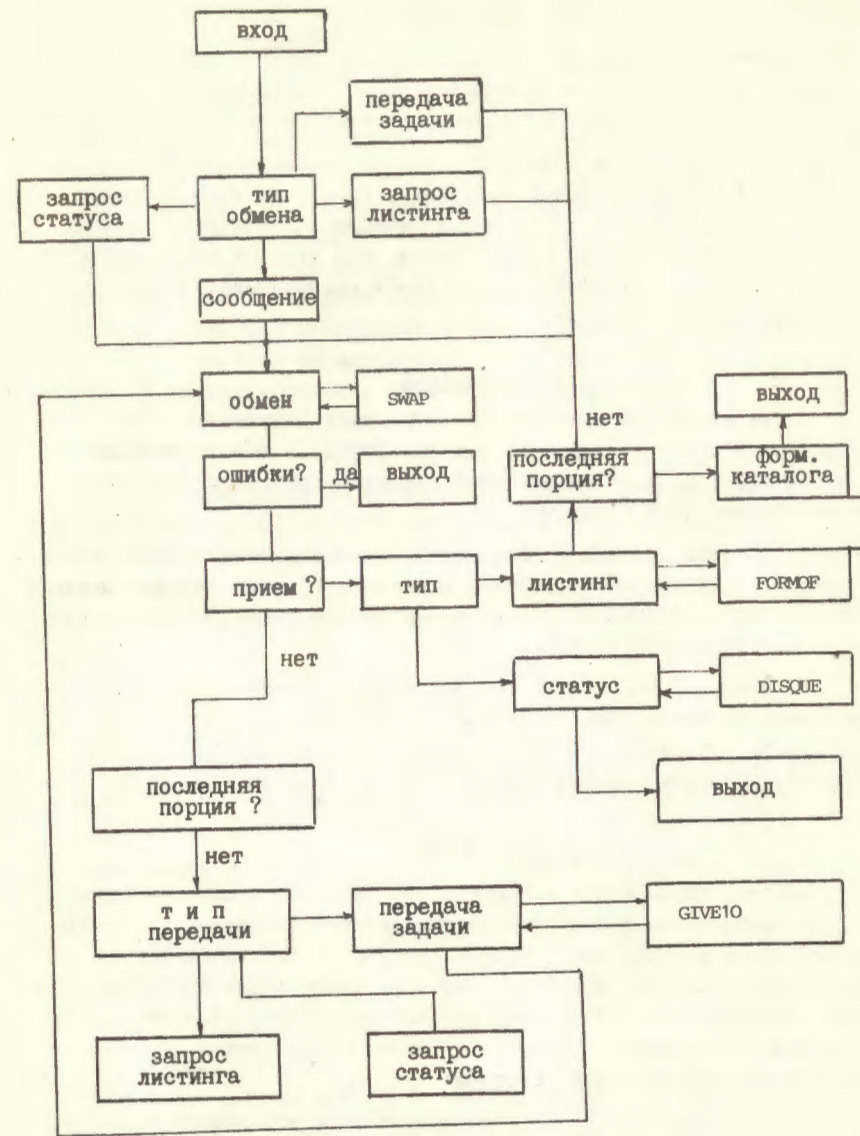 вход
передача
задачи
запрос
статуса
тип
обмена
запрос
листинга
сообщение
обмен
SWAP
выход
нет
ошибки?
да
выход
последняя
порция?
форм.
каталога
прием ?
тип
листинг
FORMOF
нет
статус
DISQUE
последняя
порция ?
выход
нет
т и п
передачи
передача
задачи
GIVE10
запрос
листинга
запрос
статуса